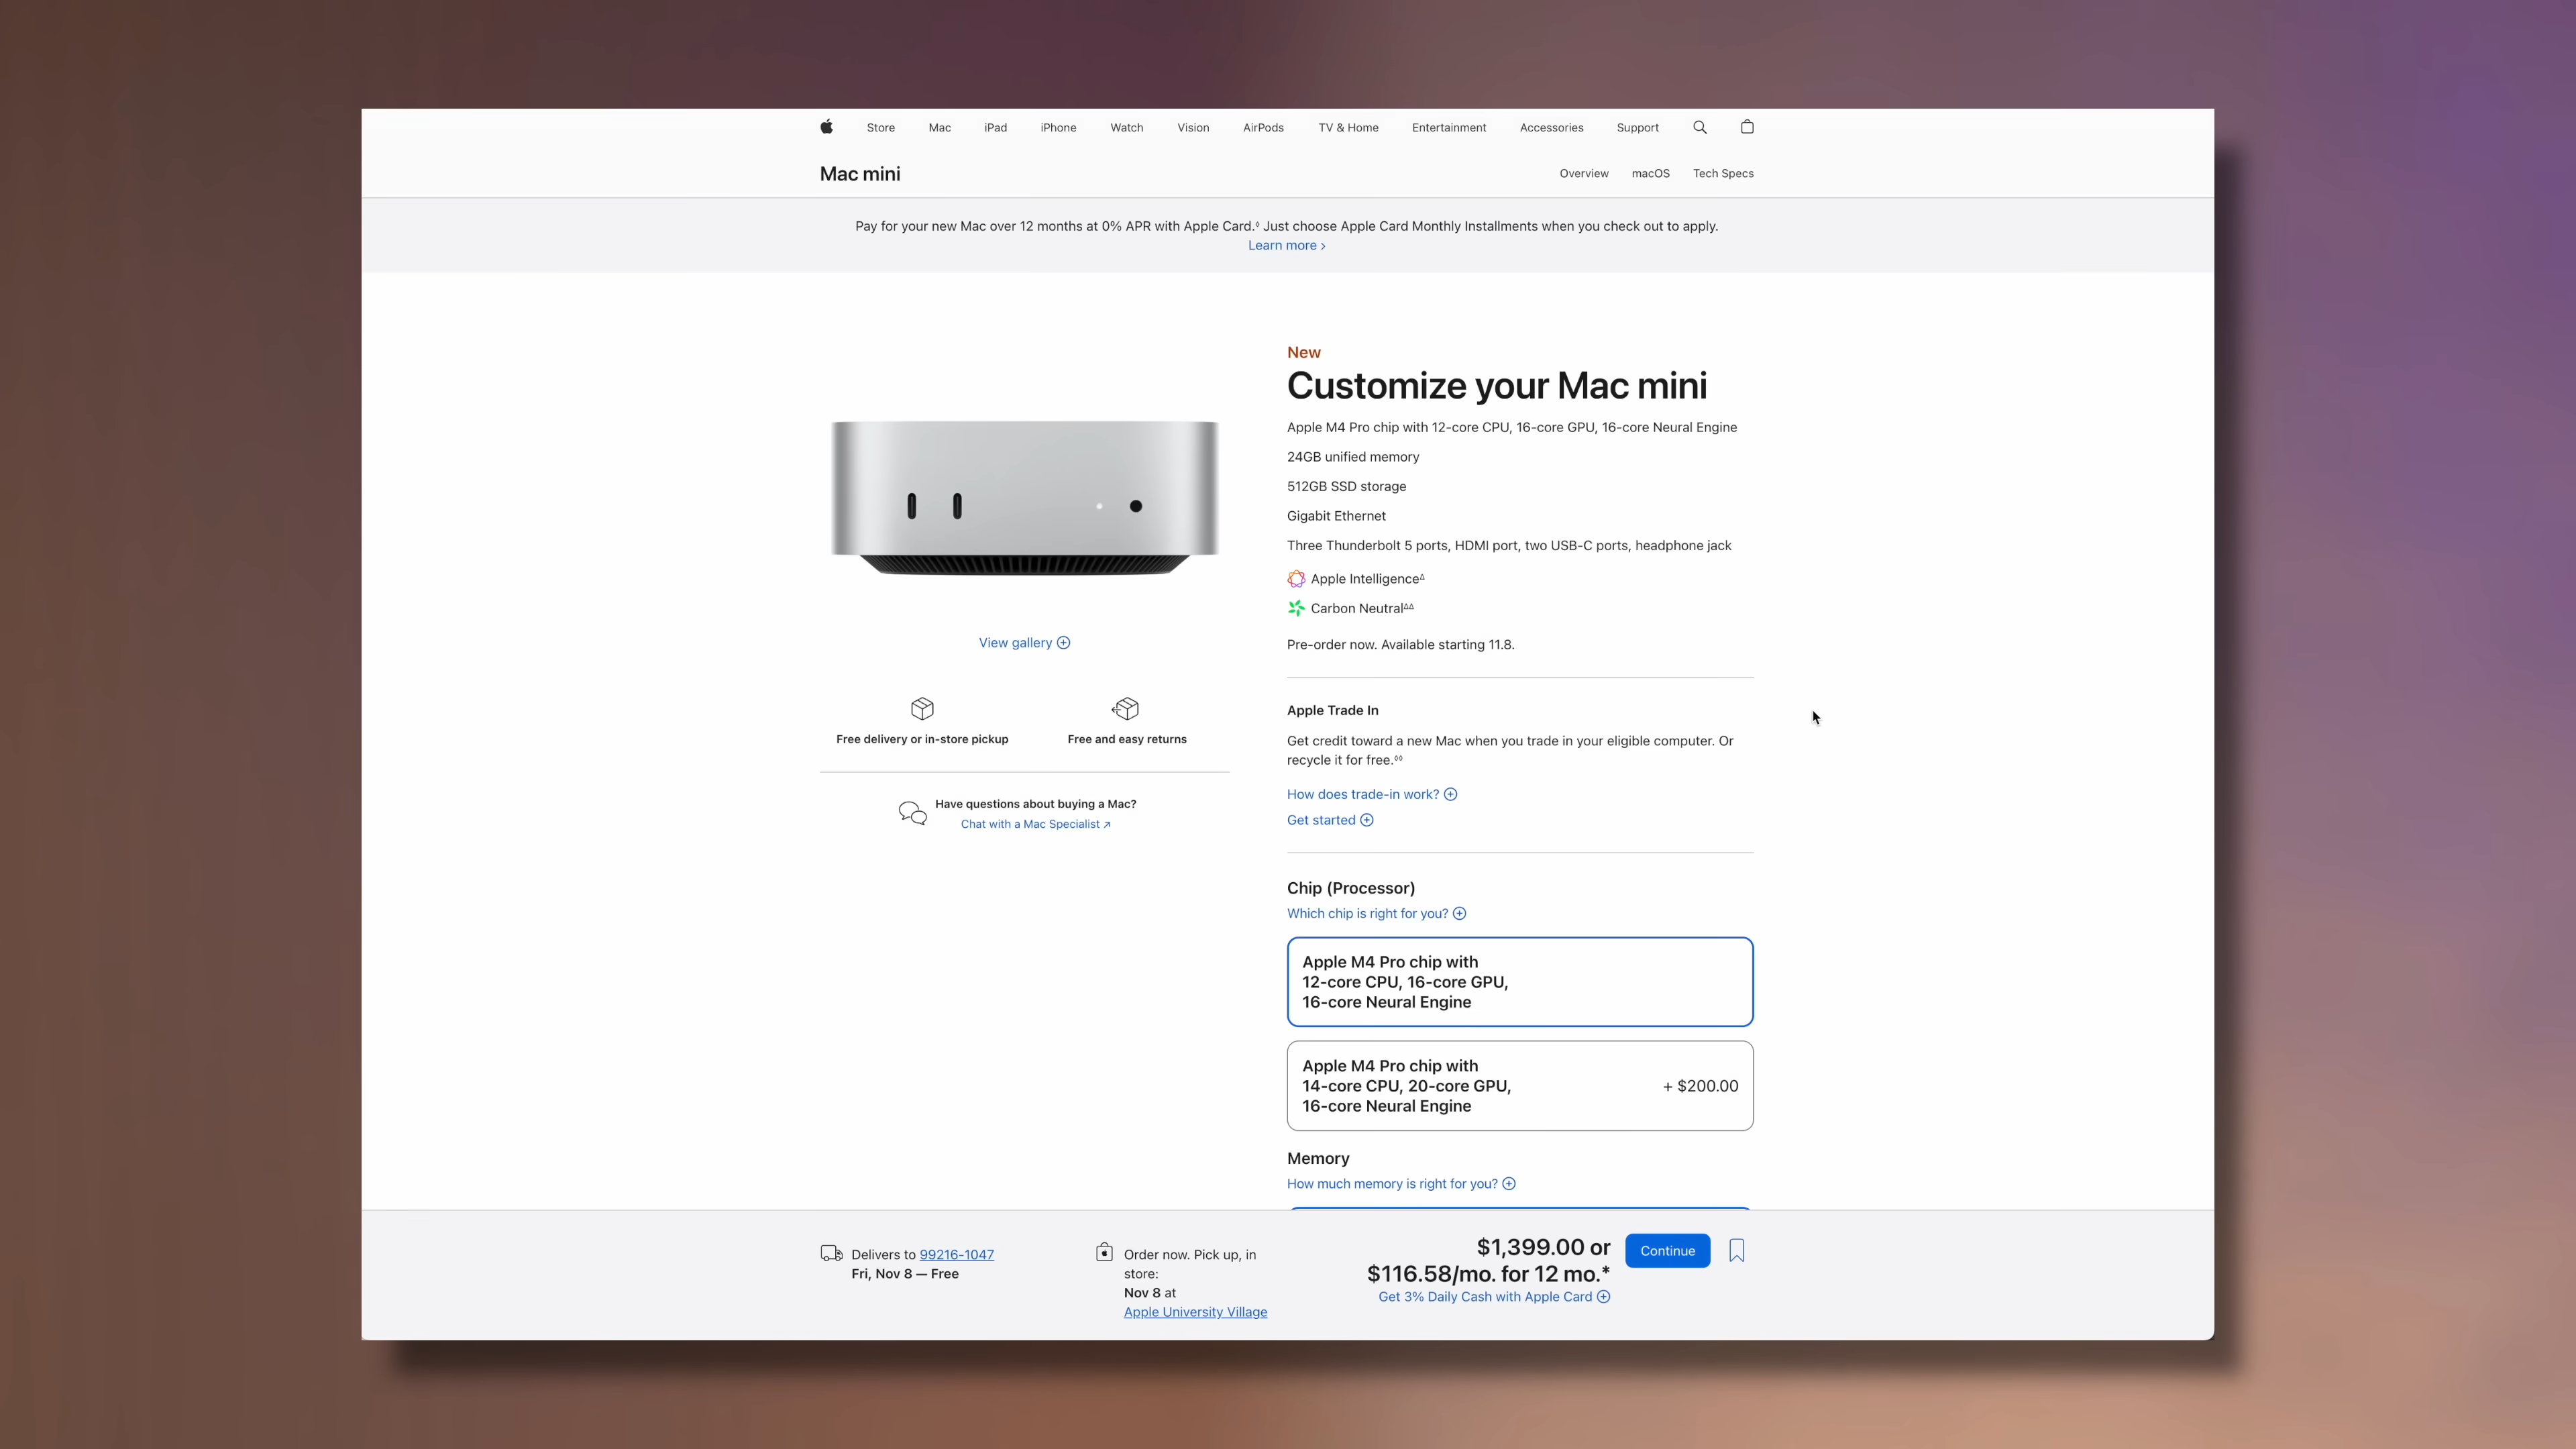 Store Mac iPad iPhone Watch Vision AirPods TV & Home Entertainment Accessories Support
Mac mini
Overview macOS Tech Specs
Pay for your new Mac over 12 months at 0% APR with Apple Card.◊ Just choose Apple Card Monthly Installments when you check out to apply.
Learn more >
New
Customize your Mac mini
Apple M4 Pro chip with 12-core CPU, 16-core GPU, 16-core Neural Engine
24GB unified memory
512GB SSD storage
Gigabit Ethernet
Three Thunderbolt 5 ports, HDMI port, two USB-C ports, headphone jack
Apple IntelligenceΔ
Carbon NeutralΔΔ
Pre-order now. Available starting 11.8.
View gallery
Free delivery or in-store pickup
Free and easy returns
Have questions about buying a Mac?
Chat with a Mac Specialist ↗
Apple Trade In
Get credit toward a new Mac when you trade in your eligible computer. Or
recycle it for free.◊◊
How does trade-in work?
Get started
Chip (Processor)
Which chip is right for you?
Apple M4 Pro chip with
12-core CPU, 16-core GPU,
16-core Neural Engine
Apple M4 Pro chip with
14-core CPU, 20-core GPU,
16-core Neural Engine
+ $200.00
Memory
How much memory is right for you?
Delivers to 99216-1047
Fri, Nov 8 — Free
Order now. Pick up, in
store:
Nov 8 at
Apple University Village
$1,399.00 or
$116.58/mo. for 12 mo.*
Get 3% Daily Cash with Apple Card
Continue